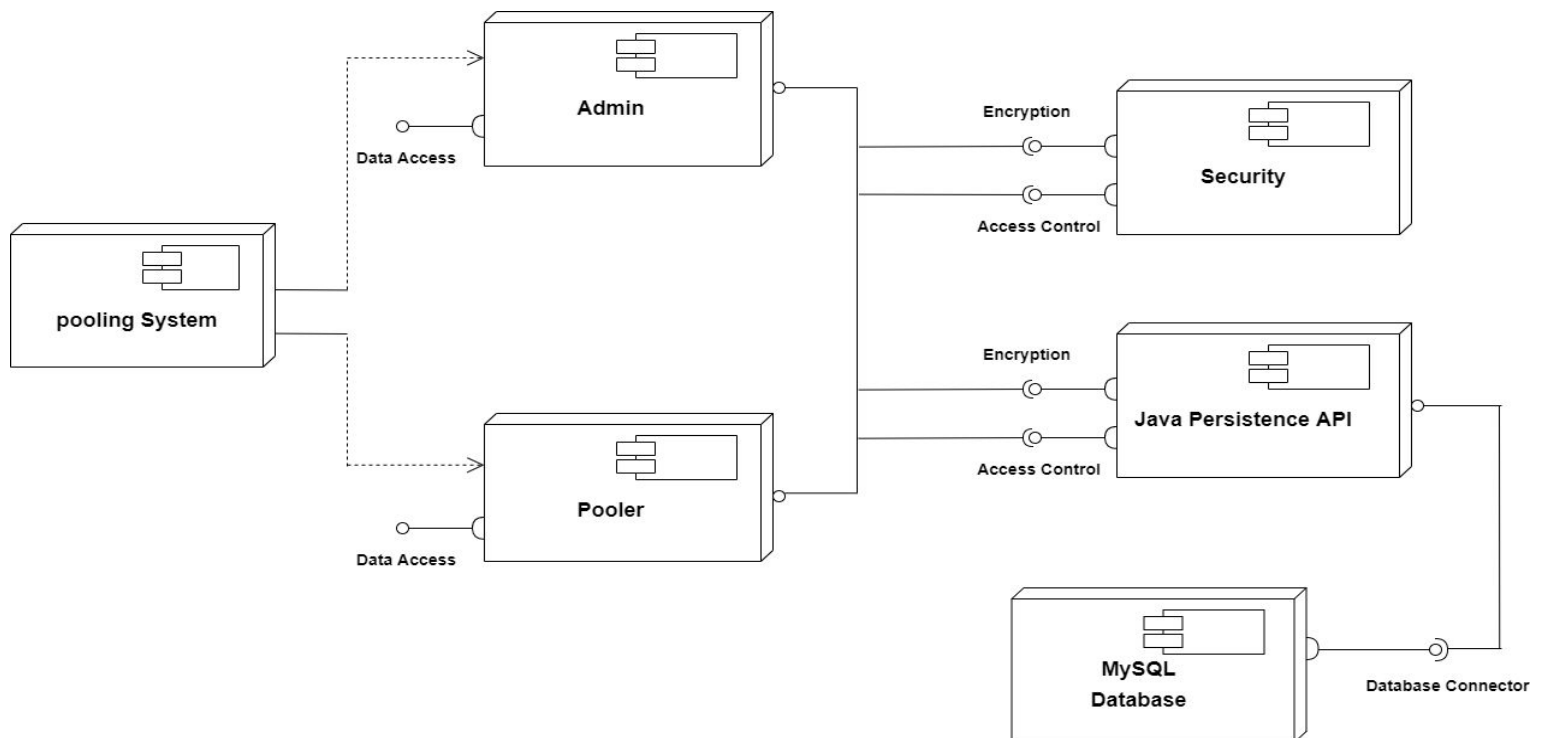 Admin
Data Access
Encryption
Security
Access Control
pooling System
Encryption
Java Persistence API
Access Control
Pooler
Data Access
MySQL
Database
Database Connector